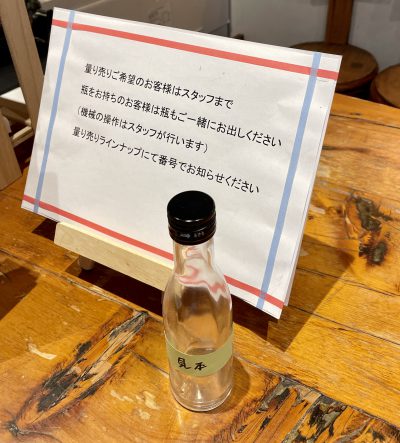 量り売りご希望のお客様はスタッフまで
瓶をお持ちのお客様は瓶もご一緒にお出しください
（機械の操作はスタッフが行います）
量り売りラインナップにて番号でお知らせください
見本